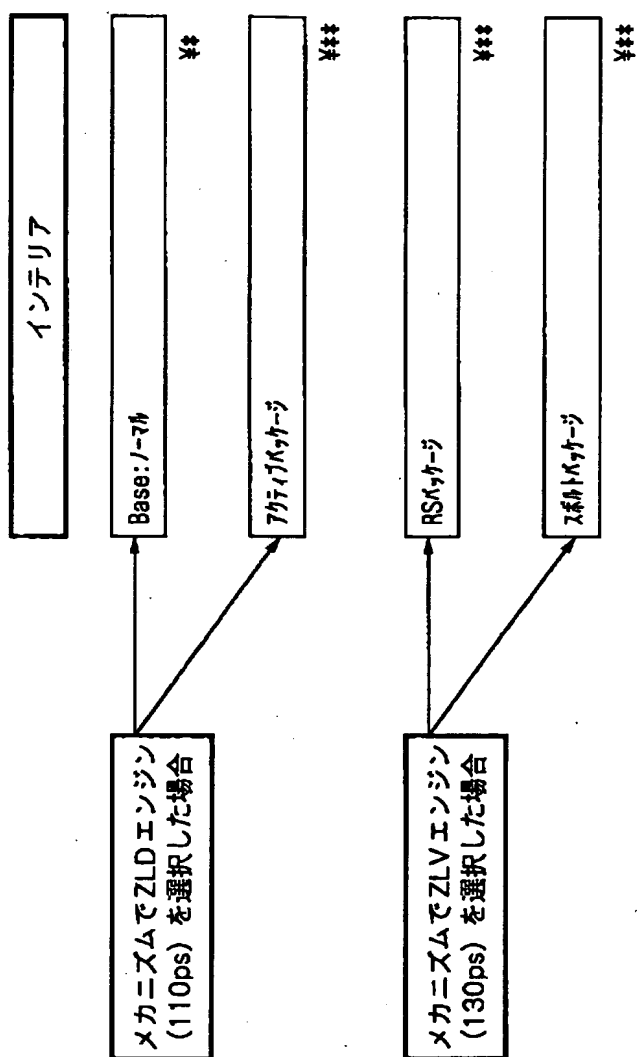 インテリア
メカニズムでZLDエンジン
(110ps) を選択した場合
Base:ノーマル
¥**
アクティブパッケージ
¥***
メカニズムでZLVエンジン
(130ps) を選択した場合
RSパッケージ
¥***
スポルトパッケージ
¥***